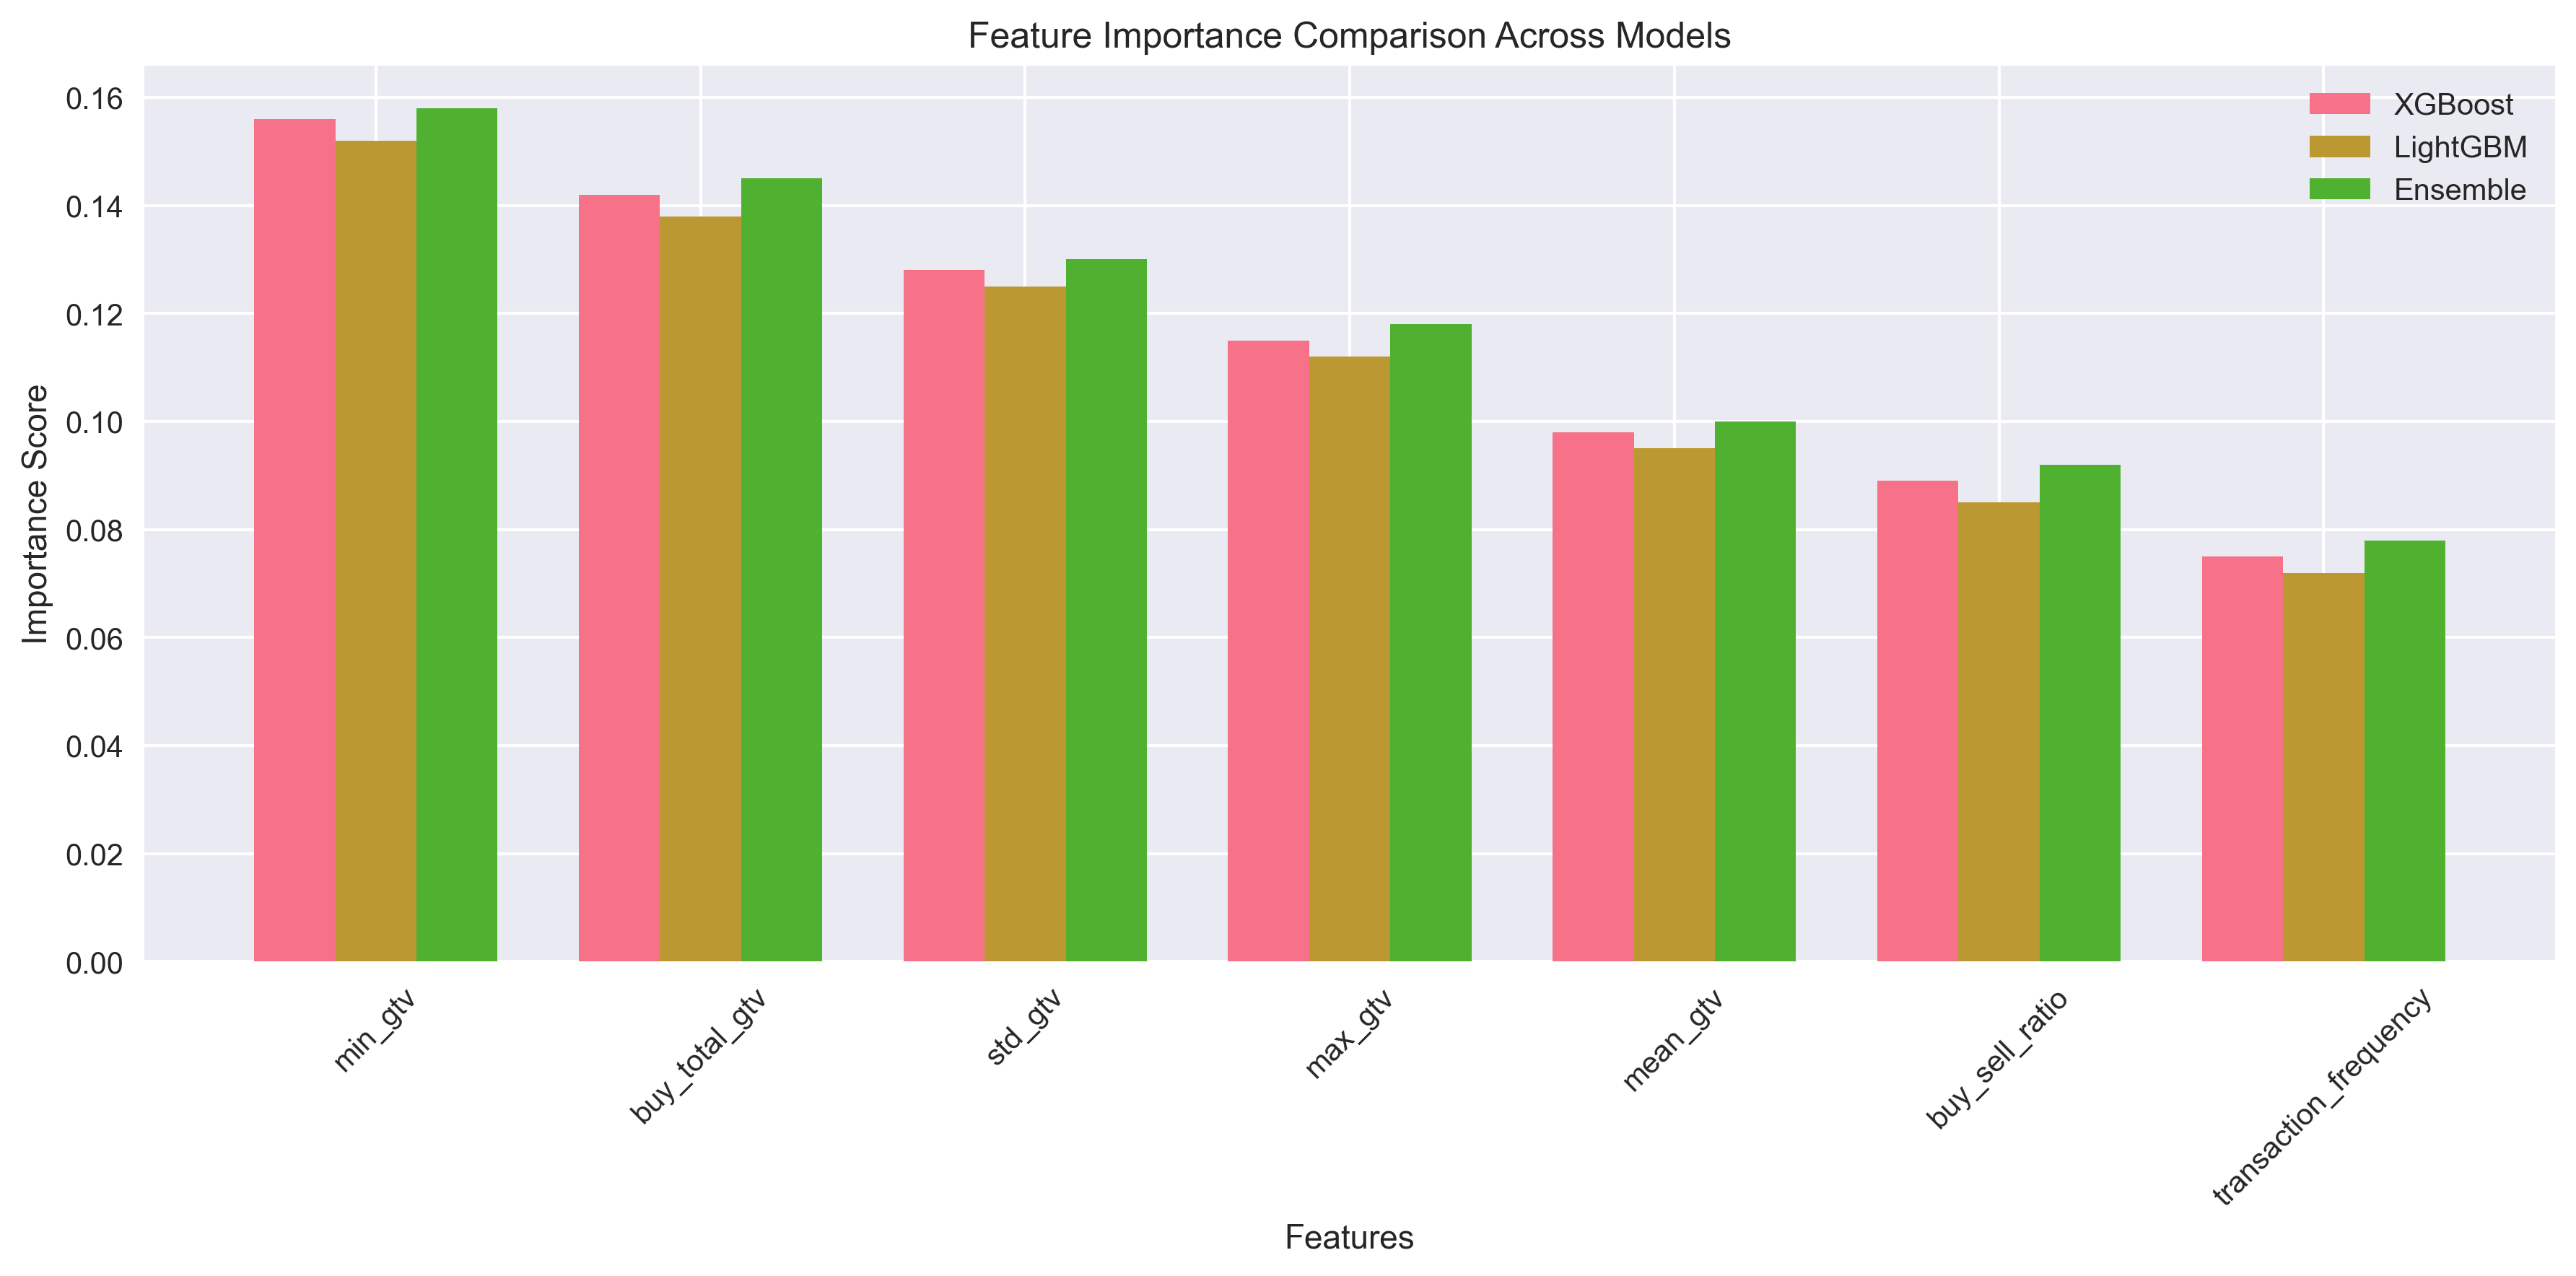 Feature Importance Comparison Across Models
XGBoost
LightGBM
Ensemble
Importance Score
0.16
0.14
0.12
0.10
0.08
0.06
0.04
0.02
0.00
min_gtv
buy_total_gtv
std_gtv
max_gtv
mean_gtv
buy_sell_ratio
transaction_frequency
Features